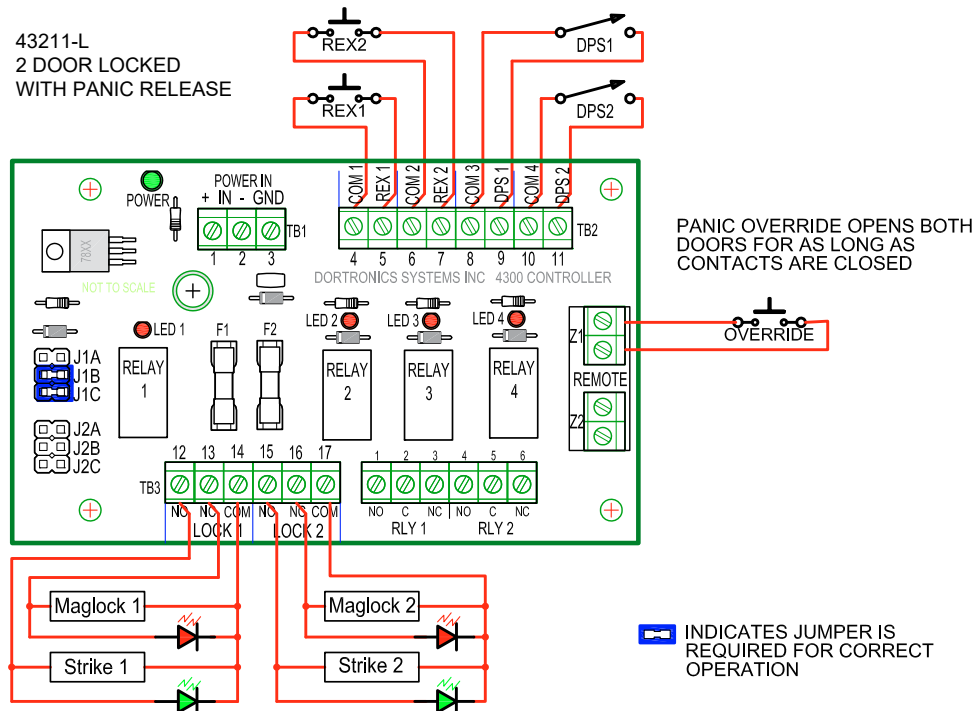 43211-L
2 DOOR LOCKED
WITH PANIC RELEASE
REX2
REX1
DPS1
DPS2
POWER
POWER IN
+ IN - GND
TB1
1 2 3
COM 1
REX 1
COM 2
REX 2
COM 3
DPS 1
COM 4
DPS 2
TB2
4 5 6 7 8 9 10 11
78XX
NOT TO SCALE
DORTRONICS SYSTEMS INC 4300 CONTROLLER
PANIC OVERRIDE OPENS BOTH
DOORS FOR AS LONG AS
CONTACTS ARE CLOSED
OVERRIDE
LED 1
F1
F2
LED 2
LED 3
LED 4
RELAY
1
RELAY
2
RELAY
3
RELAY
4
Z1
REMOTE
Z2
J1A
J1B
J1C
J2A
J2B
J2C
12 13 14 15 16 17
TB3
NO NC COM NO NC COM
LOCK 1 LOCK 2
1 2 3 4 5 6
NO C NC NO C NC
RLY 1 RLY 2
Maglock 1
Strike 1
Maglock 2
Strike 2
INDICATES JUMPER IS
REQUIRED FOR CORRECT
OPERATION